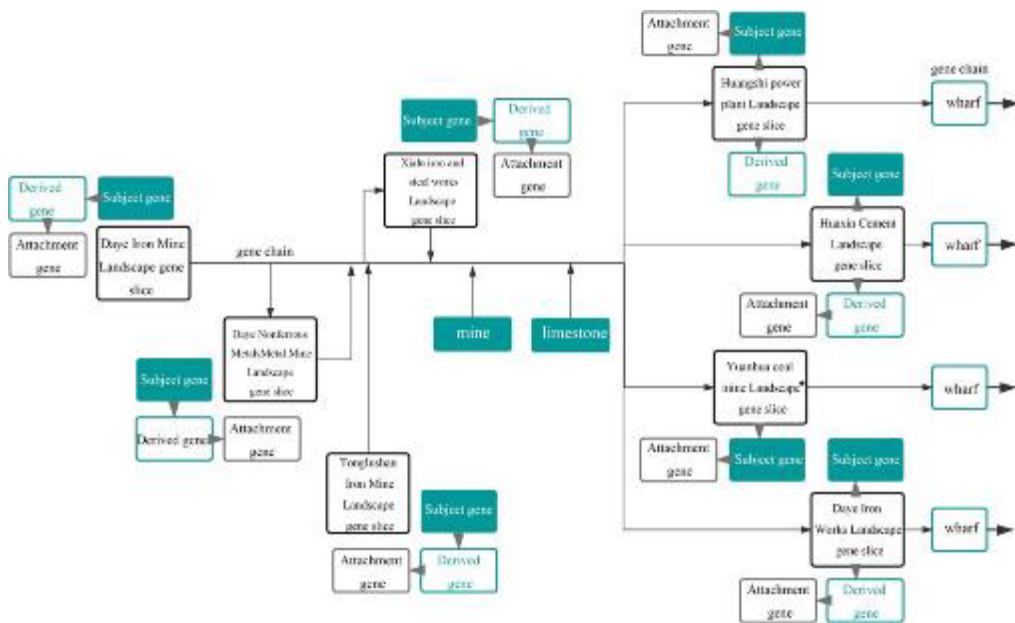 Attachment
gene
Subject gene
Huangshi power
plant Landscape
gene slice
Derived
gene
gene chain
wharf
Subject gene
Derived
gene
Attachment
gene
Xialu iron and
steel works
Landscape
gene slice
Derived
gene
Subject gene
Attachment
gene
Daye Iron Mine
Landscape gene
slice
gene chain
Subject gene
Huaxin Cement
Landscape
gene slice
wharf
Attachment
gene
Derived
gene
mine
limestone
Daye Nonferrous
MetalsMetal Mine
Landscape
gene slice
Subject gene
Derived gene
Attachment
gene
Yuanhua coal
mine Landscape
gene slice
wharf
Attachment
gene
Subject gene
Tonglushan
Iron Mine
Landscape
gene slice
Subject gene
Attachment
gene
Derived
gene
Subject gene
Daye Iron
Works Landscape
gene slice
wharf
Attachment
gene
Derived
gene